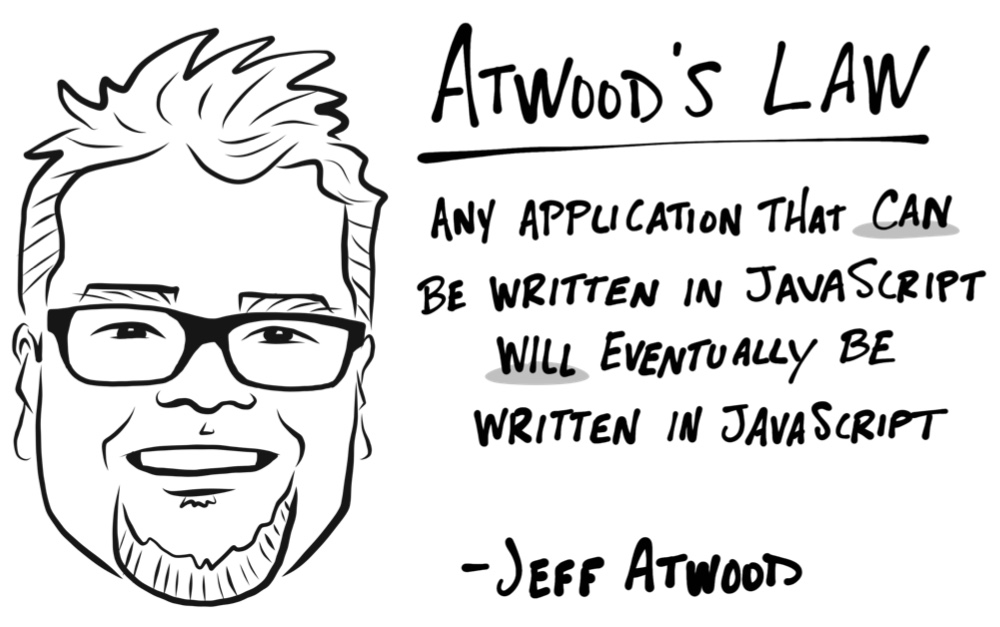 ATWOOD'S LAW
ANY APPLICATION THAT CAN
BE WRITTEN IN JAVASCRIPT
WILL EVENTUALLY BE
WRITTEN IN JAVASCRIPT
-JEFF ATWOOD